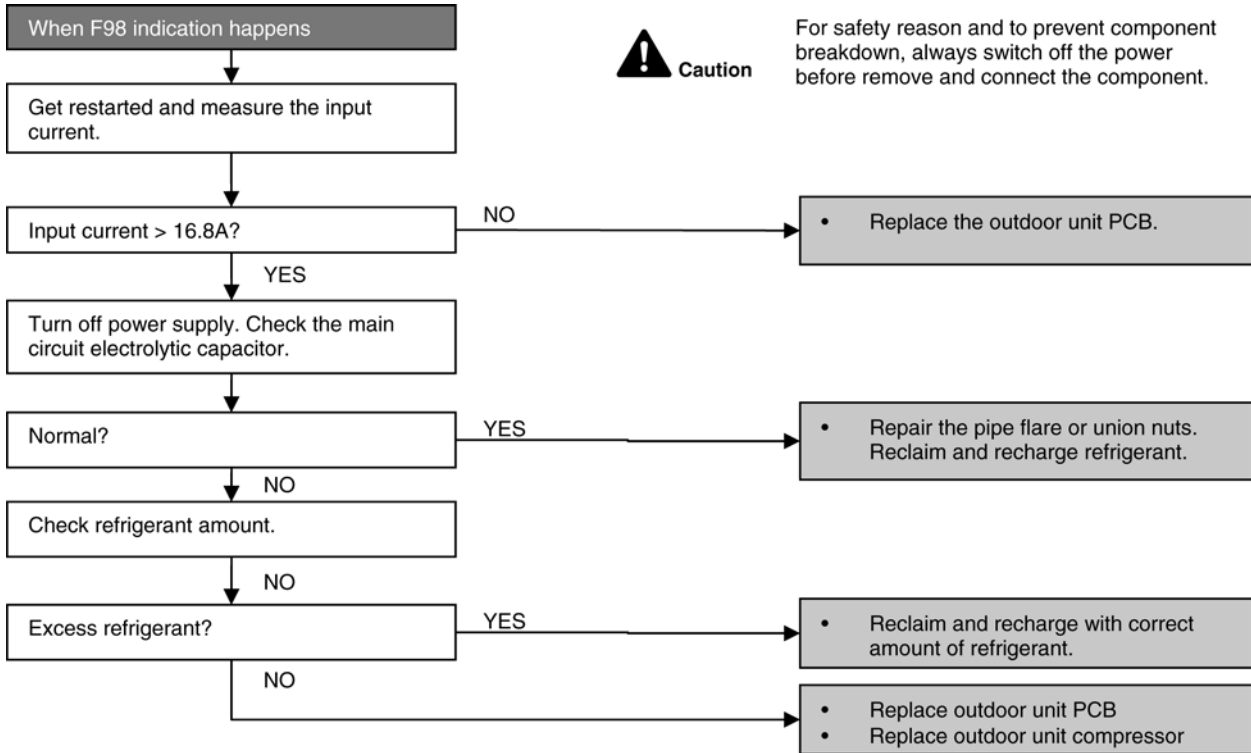 When F98 indication happens
For safety reason and to prevent component
breakdown, always switch off the power
before remove and connect the component.
Caution
Get restarted and measure the input
current.
Input current > 16.8A?
NO
• Replace the outdoor unit PCB.
YES
Turn off power supply. Check the main
circuit electrolytic capacitor.
Normal?
YES
• Repair the pipe flare or union nuts.
Reclaim and recharge refrigerant.
NO
Check refrigerant amount.
NO
Excess refrigerant?
YES
• Reclaim and recharge with correct
amount of refrigerant.
NO
• Replace outdoor unit PCB
• Replace outdoor unit compressor